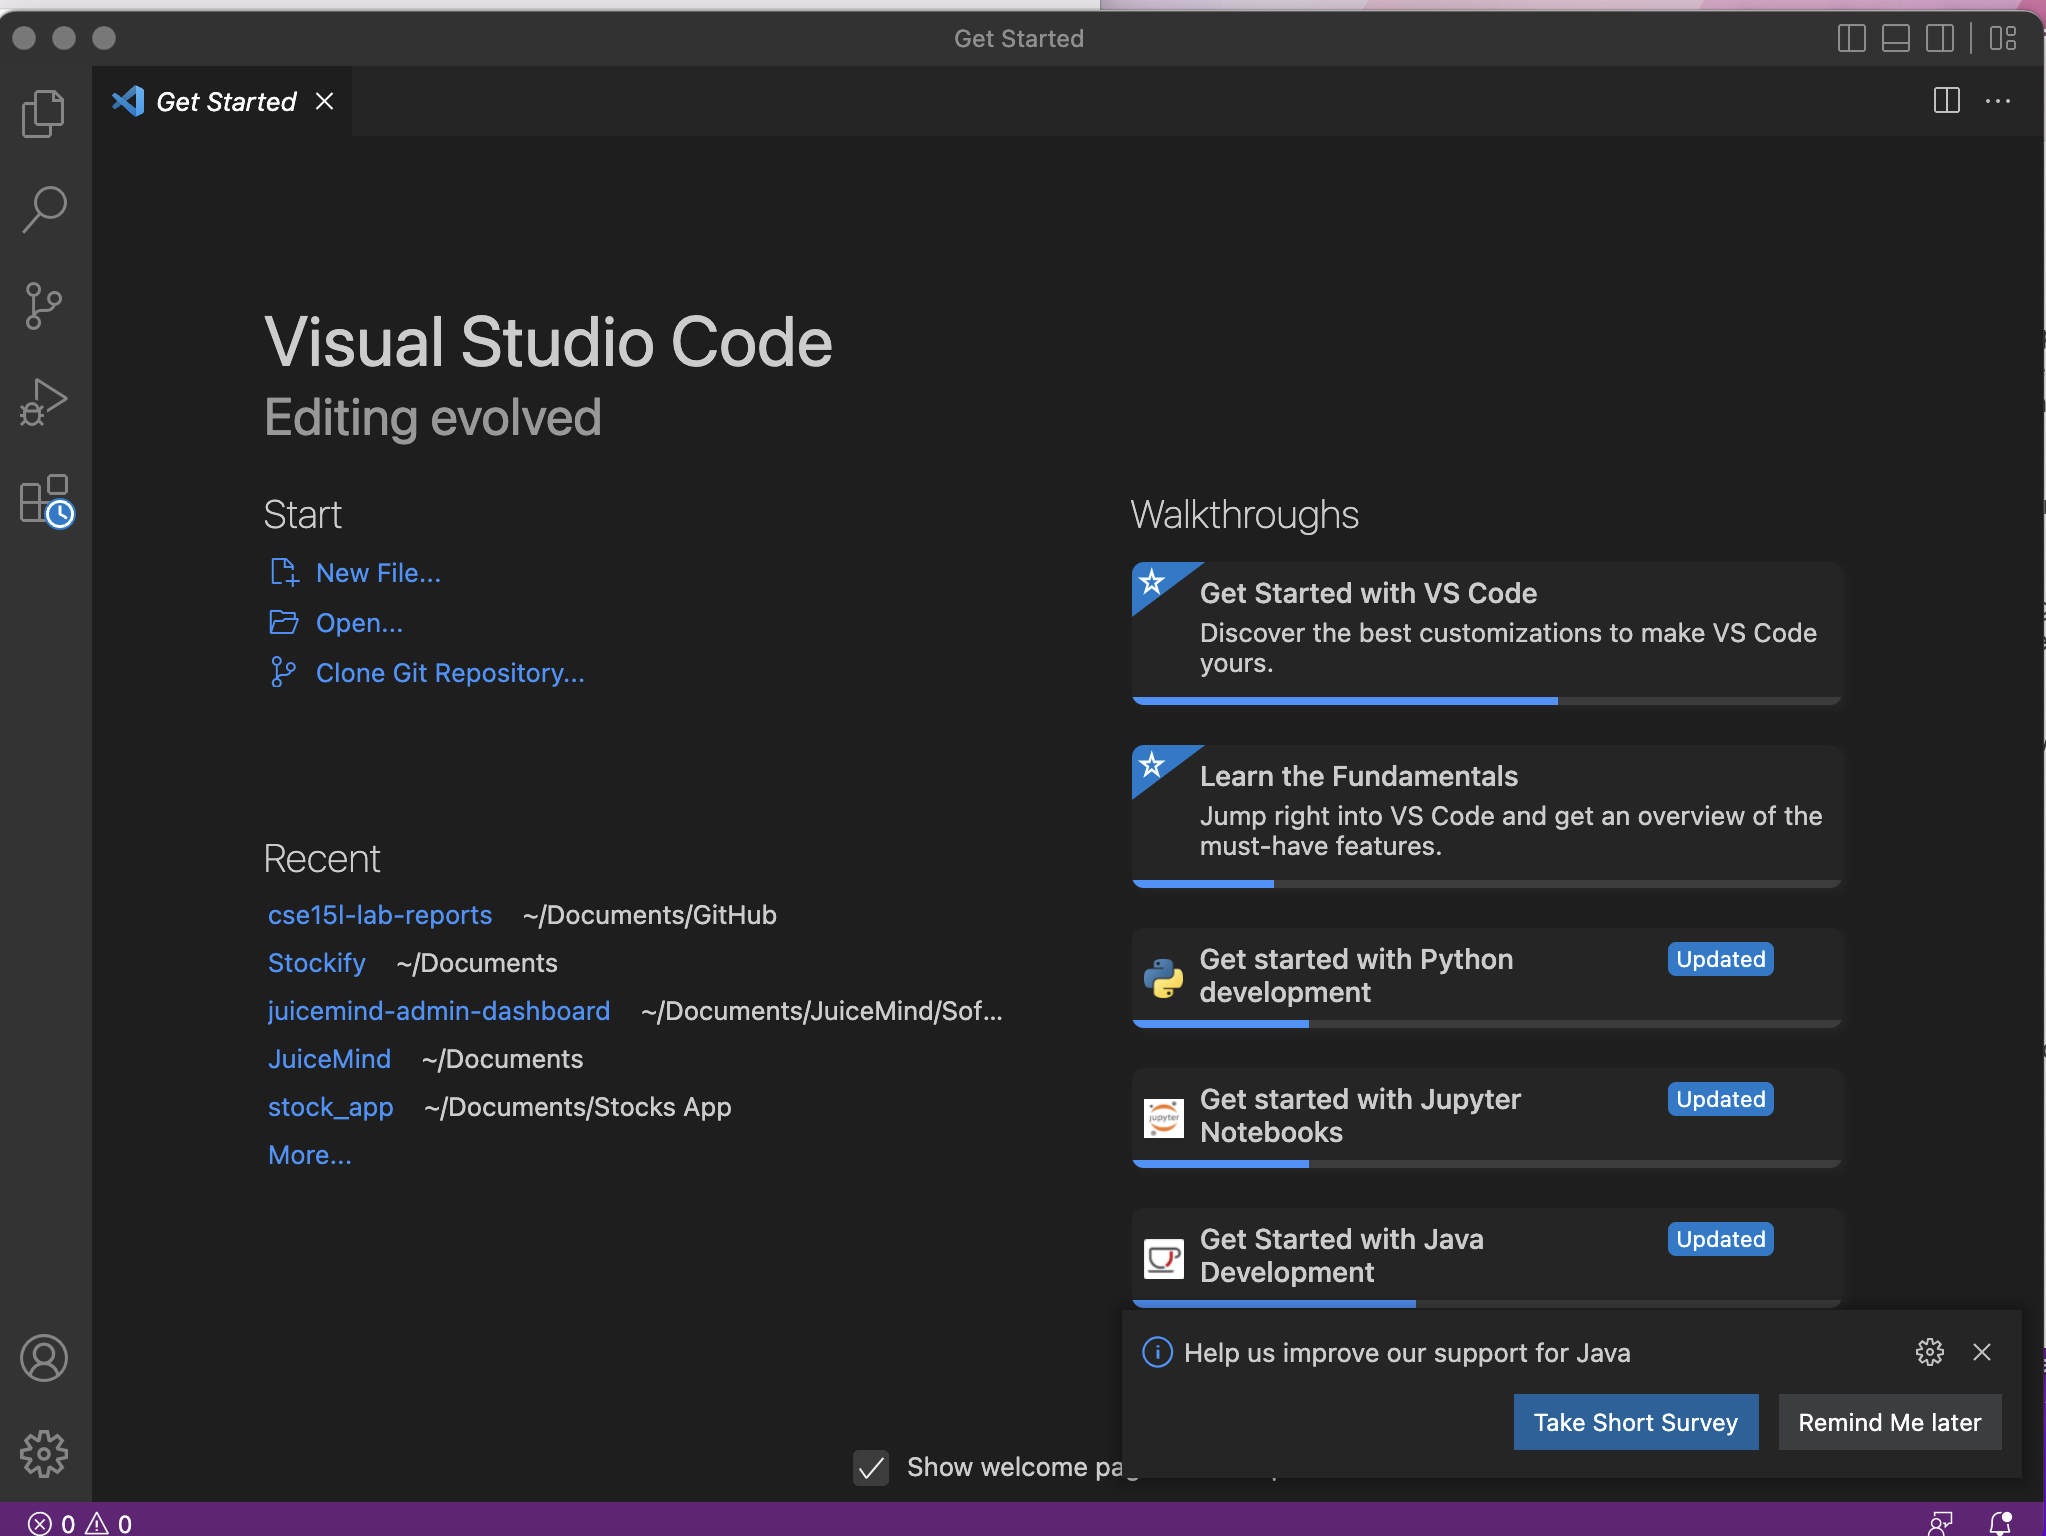 Get Started
Get Started
Visual Studio Code
Editing evolved
Start
New File...
Open...
Clone Git Repository...
Recent
cse15l-lab-reports ~/Documents/GitHub
Stockify ~/Documents
juicemind-admin-dashboard ~/Documents/JuiceMind/Sof...
JuiceMind ~/Documents
stock_app ~/Documents/Stocks App
More...
Walkthroughs
Get Started with VS Code
Discover the best customizations to make VS Code
yours.
Learn the Fundamentals
Jump right into VS Code and get an overview of the
must-have features.
Get started with Python
development
Updated
jupyter
Get started with Jupyter
Notebooks
Updated
Get Started with Java
Development
Updated
Help us improve our support for Java
Take Short Survey
Remind Me later
Show welcome
0 0